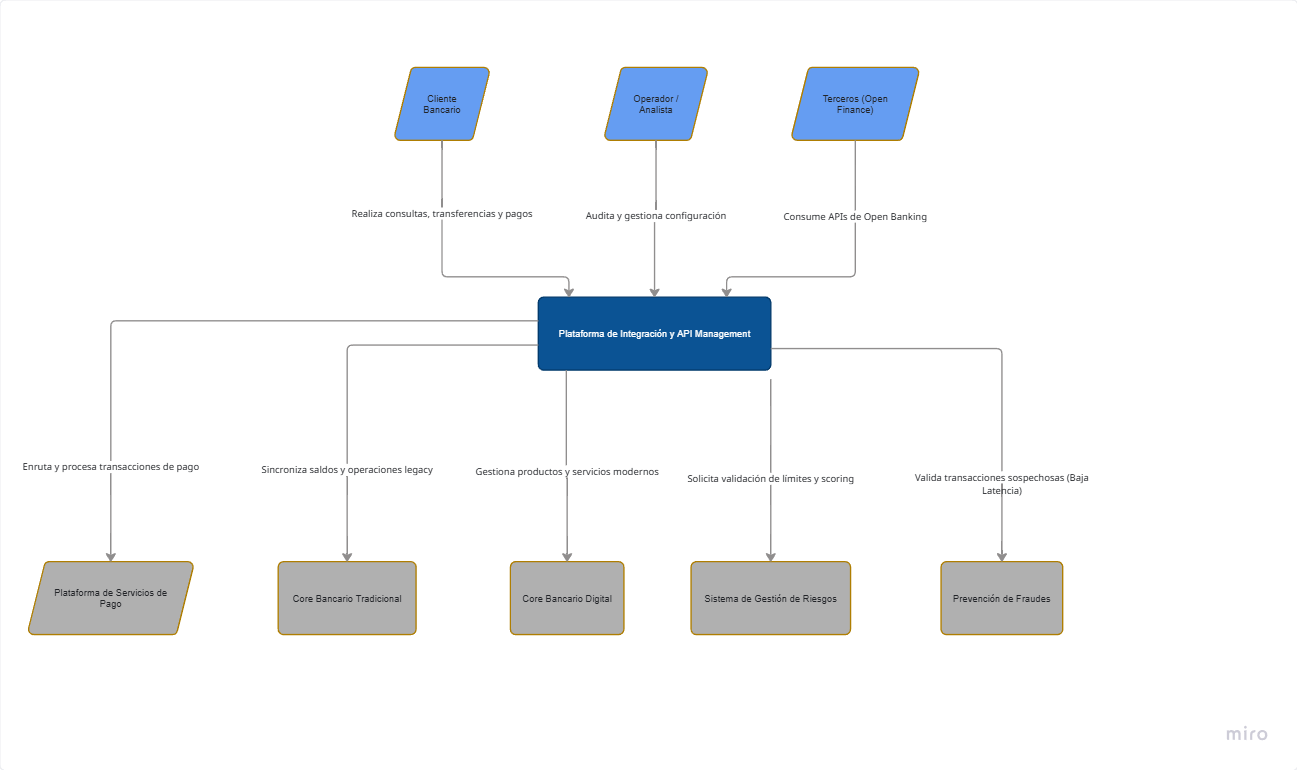 Cliente
Bancario
Operador /
Analista
Terceros (Open
Finance)
Realiza consultas, transferencias y pagos
Audita y gestiona configuración
Consume APIs de Open Banking
Plataforma de Integración y API Management
Enruta y procesa transacciones de pago
Sincroniza saldos y operaciones legacy
Gestiona productos y servicios modernos
Solicita validación de límites y scoring
Valida transacciones sospechosas (Baja
Latencia)
Plataforma de Servicios de
Pago
Core Bancario Tradicional
Core Bancario Digital
Sistema de Gestión de Riesgos
Prevención de Fraudes
miro